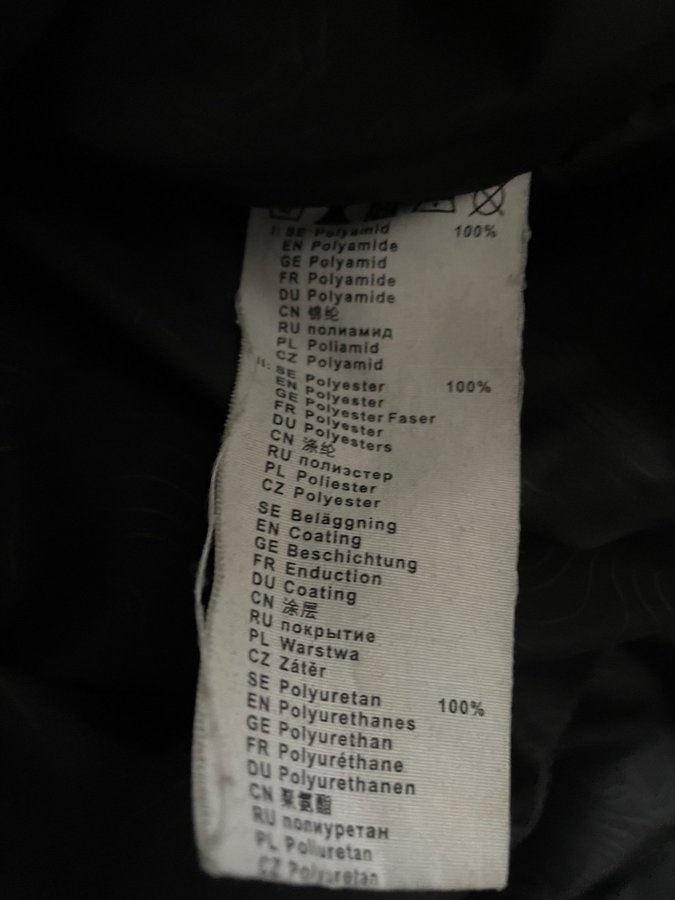 I: SE Polyamid 100%
EN Polyamide
GE Polyamid
FR Polyamide
DU Polyamide
CN 锦纶
RU полиамид
PL Poliamid
CZ Polyamid
II: SE Polyester 100%
EN Polyester
GE Polyester Faser
FR Polyester
DU Polyesters
CN 涤纶
RU полиэстер
PL Poliester
CZ Polyester
SE Beläggning
EN Coating
GE Beschichtung
FR Enduction
DU Coating
CN 涂层
RU покрытие
PL Warstwa
CZ Zátěr
SE Polyuretan 100%
EN Polyurethanes
GE Polyurethan
FR Polyuréthane
DU Polyurethanen
CN 聚氨酯
RU полиуретан
PL Poliuretan
CZ Polyuretan